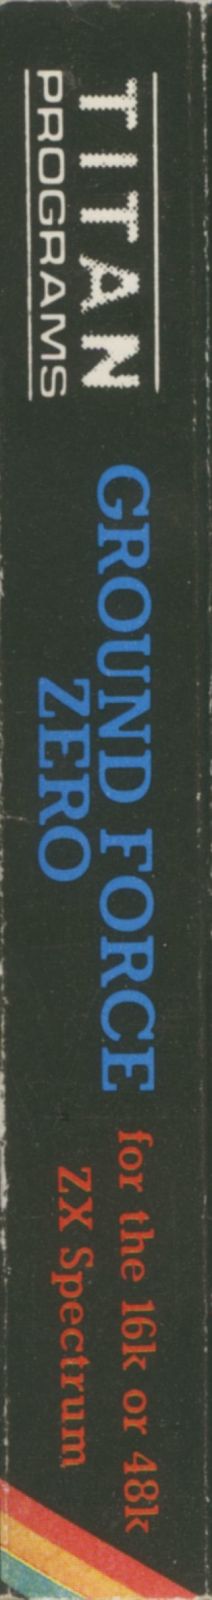 TITAN
PROGRAMS
GROUND FORCE
ZERO
for the 16k or 48k
ZX Spectrum